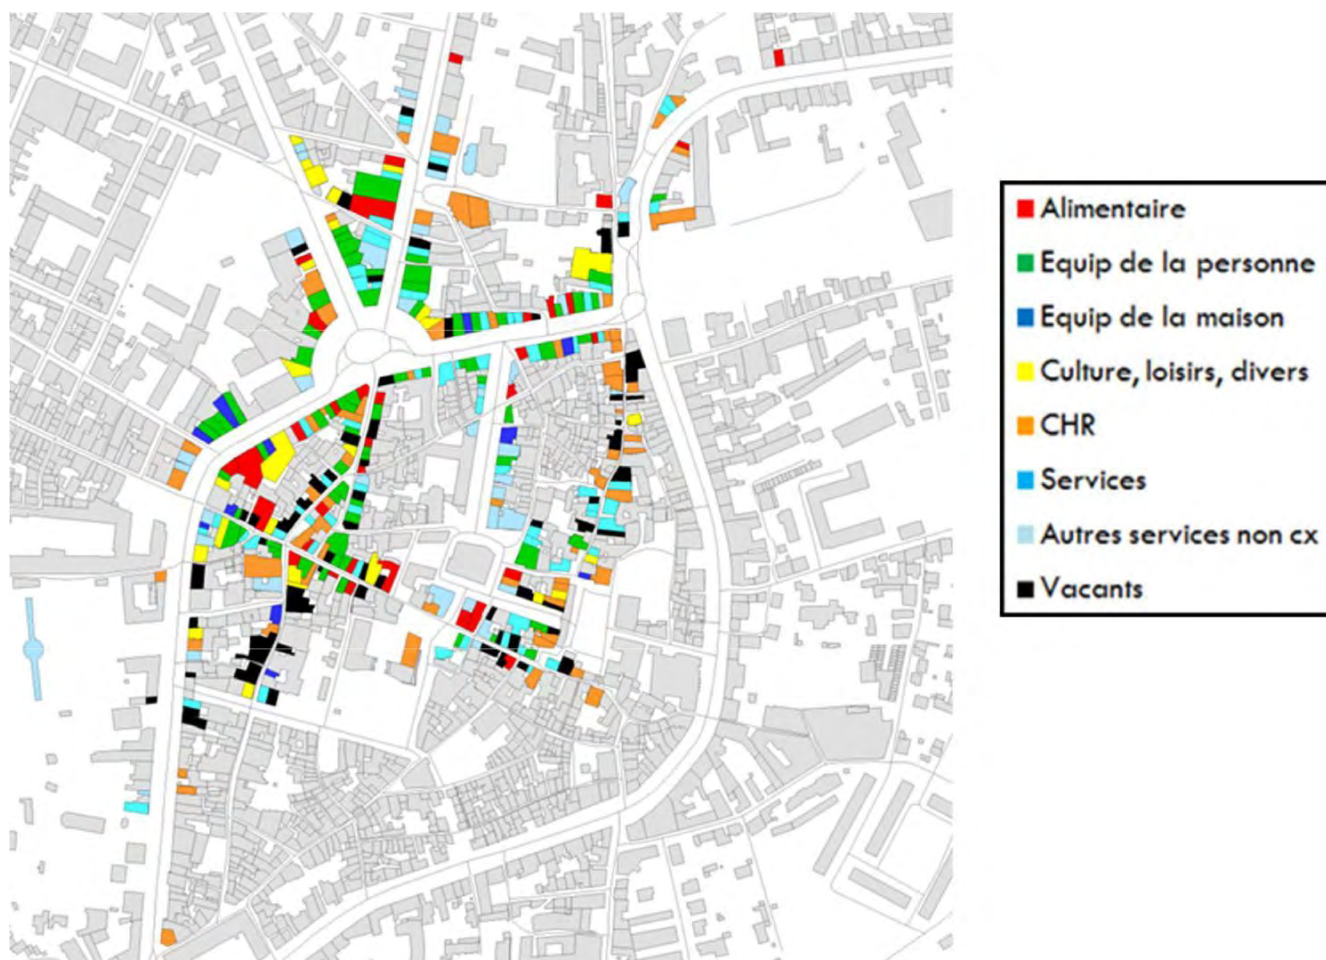 Alimentaire
Equip de la personne
Equip de la maison
Culture, loisirs, divers
CHR
Services
Autres services non cx
Vacants